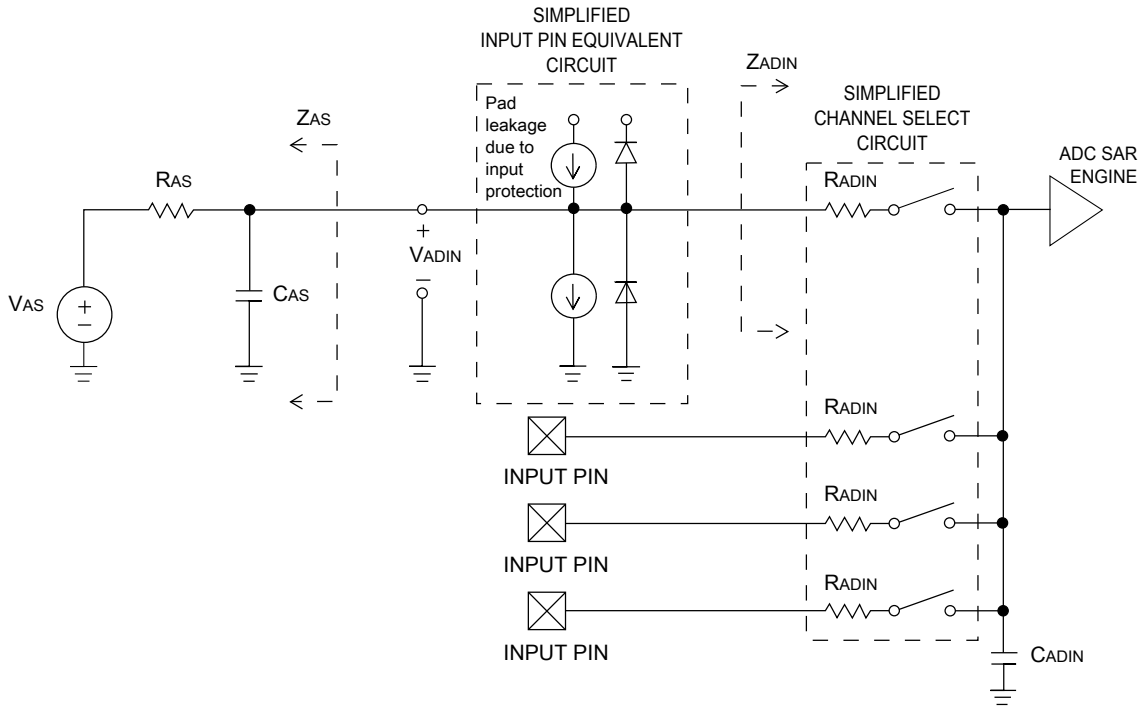 SIMPLIFIED
INPUT PIN EQUIVALENT
CIRCUIT
Pad
leakage
due to
input
protection
ZADIN
SIMPLIFIED
CHANNEL SELECT
CIRCUIT
ADC SAR
ENGINE
ZAS
RAS
RADIN
+
VADIN
–
VAS
+
–
CAS
RADIN
INPUT PIN
RADIN
INPUT PIN
RADIN
INPUT PIN
CADIN